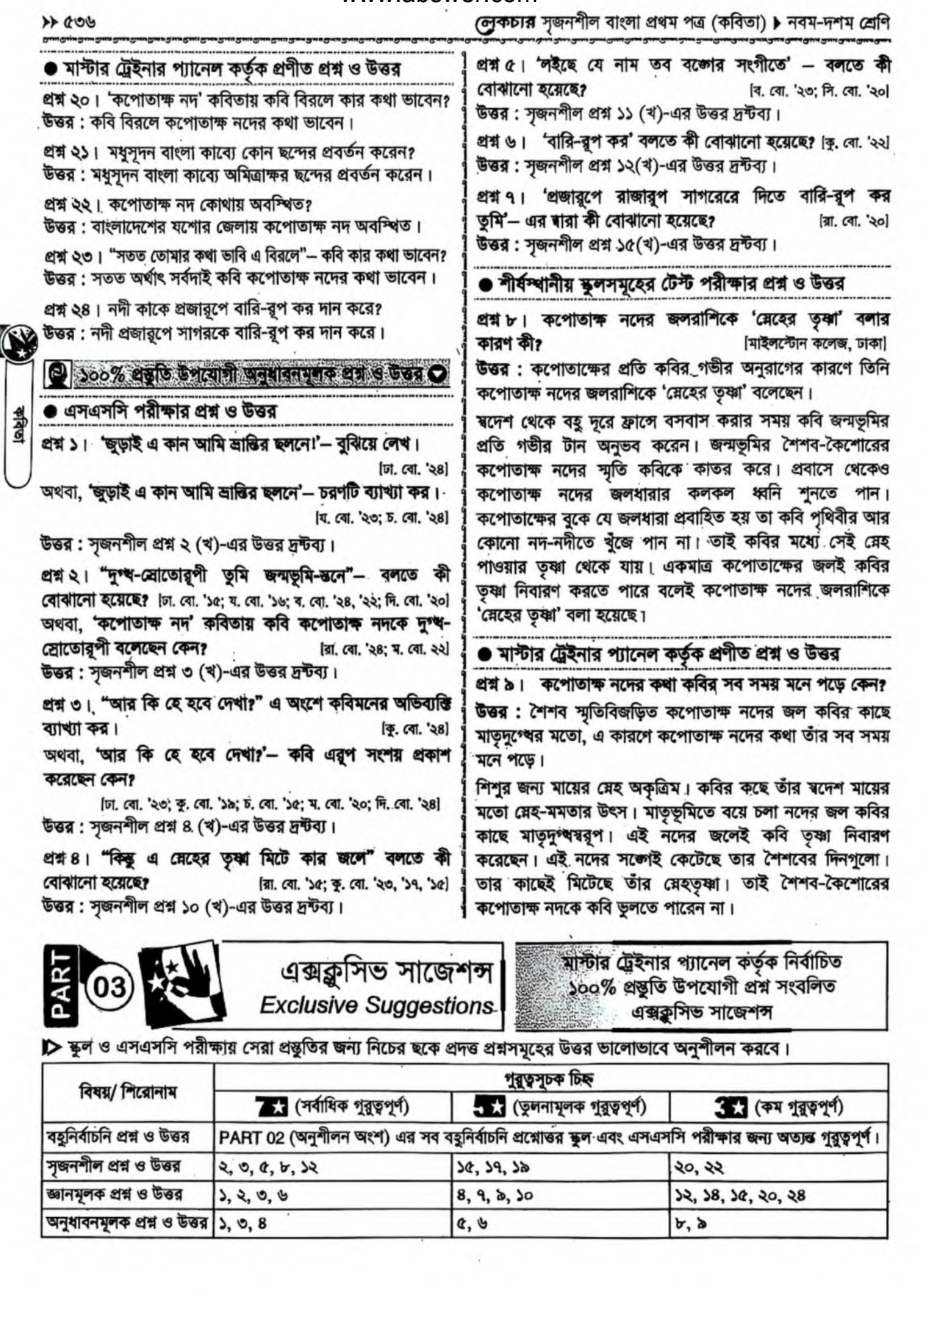 ৫৩৬
লেকচার সৃজনশীল বাংলা প্রথম পত্র (কবিতা) নবম-দশম শ্রেণি
● মাস্টার ট্রেইনার প্যানেল কর্তৃক প্রণীত প্রশ্ন ও উত্তর
প্রশ্ন ২০। ‘কপোতাক্ষ নদ’ কবিতায় কবি বিরলে কার কথা ভাবেন?
উত্তর : কবি বিরলে কপোতাক্ষ নদের কথা ভাবেন।
প্রশ্ন ২১। মধুসূদন বাংলা কাব্যে কোন ছন্দের প্রবর্তন করেন?
উত্তর : মধুসূদন বাংলা কাব্যে অমিত্রাক্ষর ছন্দের প্রবর্তন করেন।
প্রশ্ন ২২। কপোতাক্ষ নদ কোথায় অবস্থিত?
উত্তর : বাংলাদেশের যশোর জেলায় কপোতাক্ষ নদ অবস্থিত।
প্রশ্ন ২৩। “সতত তোমার কথা ভাবি এ বিরলে”– কবি কার কথা ভাবেন?
উত্তর : সতত অর্থাৎ সর্বদাই কবি কপোতাক্ষ নদের কথা ভাবেন।
প্রশ্ন ২৪। নদী কাকে প্রজারূপে বারি-রূপ কর দান করে?
উত্তর : নদী প্রজারূপে সাগরকে বারি-রূপ কর দান করে।
১০০% প্রস্তুতি উপযোগী অনুধাবনমূলক প্রশ্ন ও উত্তর
কবিতা
● এসএসসি পরীক্ষার প্রশ্ন ও উত্তর
প্রশ্ন ১। ‘জুড়াই এ কান আমি ভ্রান্তির ছলনে!’– বুঝিয়ে লেখ।
[ঢা. বো. '২৪]
অথবা, ‘জুড়াই এ কান আমি ভ্রান্তির ছলনে’– চরণটি ব্যাখ্যা কর।
[য. বো. '২৩; চ. বো. '২৪]
উত্তর : সৃজনশীল প্রশ্ন ২ (খ)-এর উত্তর দ্রষ্টব্য।
প্রশ্ন ২। “দুগ্ধ-স্রোতোরূপী তুমি জন্মভূমি-স্তনে”– বলতে কী
বোঝানো হয়েছে? [ঢা. বো. '১৫; য. বো. '১৬; ব. বো. '২৪, '২২; দি. বো. '২০]
অথবা, ‘কপোতাক্ষ নদ’ কবিতায় কবি কপোতাক্ষ নদকে দুগ্ধ-
স্রোতোরূপী বলেছেন কেন? [রা. বো. '২৪; ম. বো. ২২]
উত্তর : সৃজনশীল প্রশ্ন ৩ (খ)-এর উত্তর দ্রষ্টব্য।
প্রশ্ন ৩। “আর কি হে হবে দেখা?” এ অংশে কবিমনের অভিব্যক্তি
ব্যাখ্যা কর। [কু. বো. '২৪]
অথবা, ‘আর কি হে হবে দেখা?’– কবি এরূপ সংশয় প্রকাশ
করেছেন কেন?
[ঢা. বো. '২৩; কু. বো. '১৯; চ. বো. '১৫; ম. বো. '২০; দি. বো. '২৪]
উত্তর : সৃজনশীল প্রশ্ন ৪ (খ)-এর উত্তর দ্রষ্টব্য।
প্রশ্ন ৪। “কিন্তু এ স্নেহের তৃষ্ণা মিটে কার জলে” বলতে কী
বোঝানো হয়েছে? [রা. বো. '১৫; কু. বো. '২৩, '১৭, '১৫]
উত্তর : সৃজনশীল প্রশ্ন ১০ (খ)-এর উত্তর দ্রষ্টব্য।
প্রশ্ন ৫। ‘লইছে যে নাম তব বঙ্গের সংগীতে’ – বলতে কী
বোঝানো হয়েছে? [ব. বো. '২৩; সি. বো. '২০]
উত্তর : সৃজনশীল প্রশ্ন ১১ (খ)-এর উত্তর দ্রষ্টব্য।
প্রশ্ন ৬। ‘বারি-রূপ কর’ বলতে কী বোঝানো হয়েছে? [কু. বো. '২২]
উত্তর : সৃজনশীল প্রশ্ন ১২(খ)-এর উত্তর দ্রষ্টব্য।
প্রশ্ন ৭। ‘প্রজারূপে রাজারূপ সাগরেরে দিতে বারি-রূপ কর
তুমি’– এর দ্বারা কী বোঝানো হয়েছে? [রা. বো. '২০]
উত্তর : সৃজনশীল প্রশ্ন ১৫(খ)-এর উত্তর দ্রষ্টব্য।
● শীর্ষস্থানীয় স্কুলসমূহের টেস্ট পরীক্ষার প্রশ্ন ও উত্তর
প্রশ্ন ৮। কপোতাক্ষ নদের জলরাশিকে ‘স্নেহের তৃষ্ণা’ বলার
কারণ কী? [মাইলস্টোন কলেজ, ঢাকা]
উত্তর : কপোতাক্ষের প্রতি কবির গভীর অনুরাগের কারণে তিনি
কপোতাক্ষ নদের জলরাশিকে ‘স্নেহের তৃষ্ণা’ বলেছেন।
স্বদেশ থেকে বহু দূরে ফ্রান্সে বসবাস করার সময় কবি জন্মভূমির
প্রতি গভীর টান অনুভব করেন। জন্মভূমির শৈশব-কৈশোরের
কপোতাক্ষ নদের স্মৃতি কবিকে কাতর করে। প্রবাসে থেকেও
কপোতাক্ষ নদের জলধারার কলকল ধ্বনি শুনতে পান।
কপোতাক্ষের বুকে যে জলধারা প্রবাহিত হয় তা কবি পৃথিবীর আর
কোনো নদ-নদীতে খুঁজে পান না। তাই কবির মধ্যে সেই স্নেহ
পাওয়ার তৃষ্ণা থেকে যায়। একমাত্র কপোতাক্ষের জলই কবির
তৃষ্ণা নিবারণ করতে পারে বলেই কপোতাক্ষ নদের জলরাশিকে
‘স্নেহের তৃষ্ণা’ বলা হয়েছে।
● মাস্টার ট্রেইনার প্যানেল কর্তৃক প্রণীত প্রশ্ন ও উত্তর
প্রশ্ন ৯। কপোতাক্ষ নদের কথা কবির সব সময় মনে পড়ে কেন?
উত্তর : শৈশব স্মৃতিবিজড়িত কপোতাক্ষ নদের জল কবির কাছে
মাতৃদুগ্ধের মতো, এ কারণে কপোতাক্ষ নদের কথা তাঁর সব সময়
মনে পড়ে।
শিশুর জন্য মায়ের স্নেহ অকৃত্রিম। কবির কছে তাঁর স্বদেশ মায়ের
মতো স্নেহ-মমতার উৎস। মাতৃভূমিতে বয়ে চলা নদের জল কবির
কাছে মাতৃদুগ্ধস্বরূপ। এই নদের জলেই কবি তৃষ্ণা নিবারণ
করেছেন। এই নদের সঙ্গেই কেটেছে তার শৈশবের দিনগুলো।
তার কাছেই মিটেছে তাঁর স্নেহতৃষ্ণা। তাই শৈশব-কৈশোরের
কপোতাক্ষ নদকে কবি ভুলতে পারেন না।
PART 03
এক্সক্লুসিভ সাজেশন্স
Exclusive Suggestions
মাস্টার ট্রেইনার প্যানেল কর্তৃক নির্বাচিত
১০০% প্রস্তুতি উপযোগী প্রশ্ন সংবলিত
এক্সক্লুসিভ সাজেশন্স
স্কুল ও এসএসসি পরীক্ষায় সেরা প্রস্তুতির জন্য নিচের ছকে প্রদত্ত প্রশ্নসমূহের উত্তর ভালোভাবে অনুশীলন করবে।
বিষয়/ শিরোনাম
গুরুত্বসূচক চিহ্ন
7★ (সর্বাধিক গুরুত্বপূর্ণ) 5★ (তুলনামূলক গুরুত্বপূর্ণ) 3★ (কম গুরুত্বপূর্ণ)
বহুনির্বাচনি প্রশ্ন ও উত্তর PART 02 (অনুশীলন অংশ) এর সব বহুনির্বাচনি প্রশ্নোত্তর স্কুল এবং এসএসসি পরীক্ষার জন্য অত্যন্ত গুরুত্বপূর্ণ।
সৃজনশীল প্রশ্ন ও উত্তর ২, ৩, ৫, ৮, ১২ ১৫, ১৭, ১৯ ২০, ২২
জ্ঞানমূলক প্রশ্ন ও উত্তর ১, ২, ৩, ৬ ৪, ৭, ৯, ১০ ১২, ১৪, ১৫, ২০, ২৪
অনুধাবনমূলক প্রশ্ন ও উত্তর ১, ৩, ৪ ৫, ৬ ৮, ৯